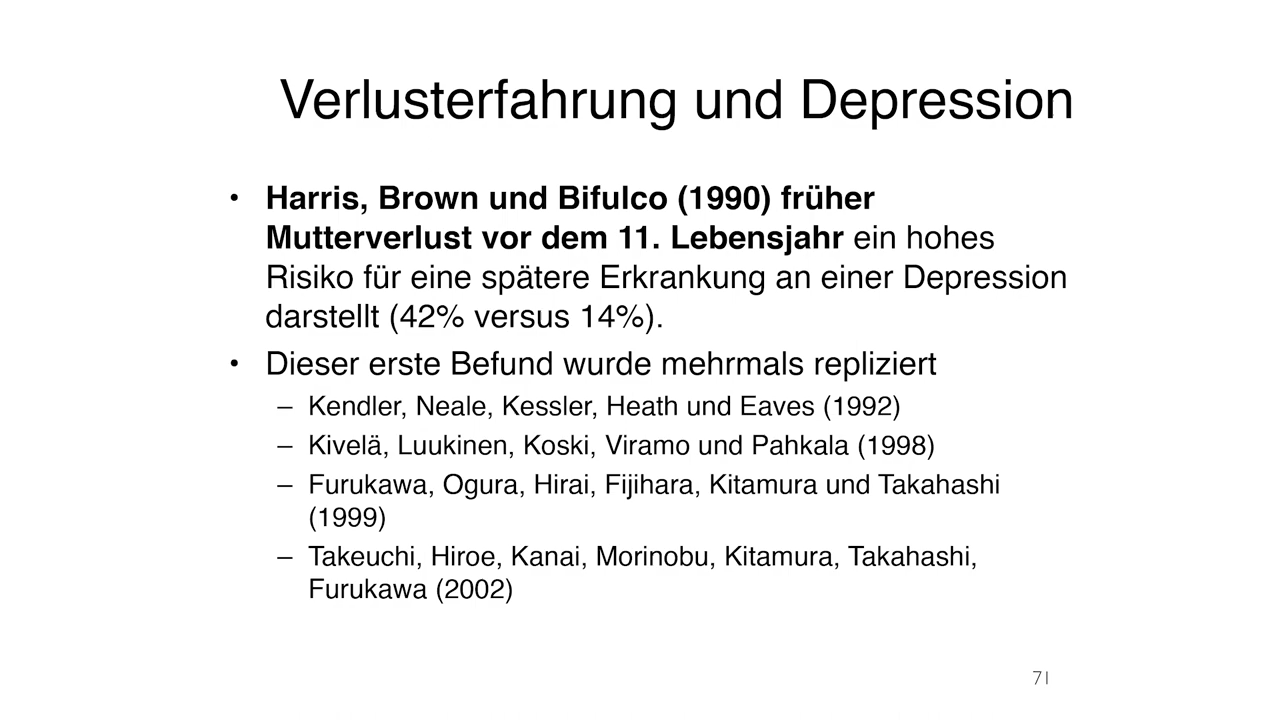 Verlusterfahrung und Depression
• Harris, Brown und Bifulco (1990) früher
Mutterverlust vor dem 11. Lebensjahr ein hohes
Risiko für eine spätere Erkrankung an einer Depression
darstellt (42% versus 14%).
• Dieser erste Befund wurde mehrmals repliziert
– Kendler, Neale, Kessler, Heath und Eaves (1992)
– Kivelä, Luukinen, Koski, Viramo und Pahkala (1998)
– Furukawa, Ogura, Hirai, Fijihara, Kitamura und Takahashi
(1999)
– Takeuchi, Hiroe, Kanai, Morinobu, Kitamura, Takahashi,
Furukawa (2002)
71